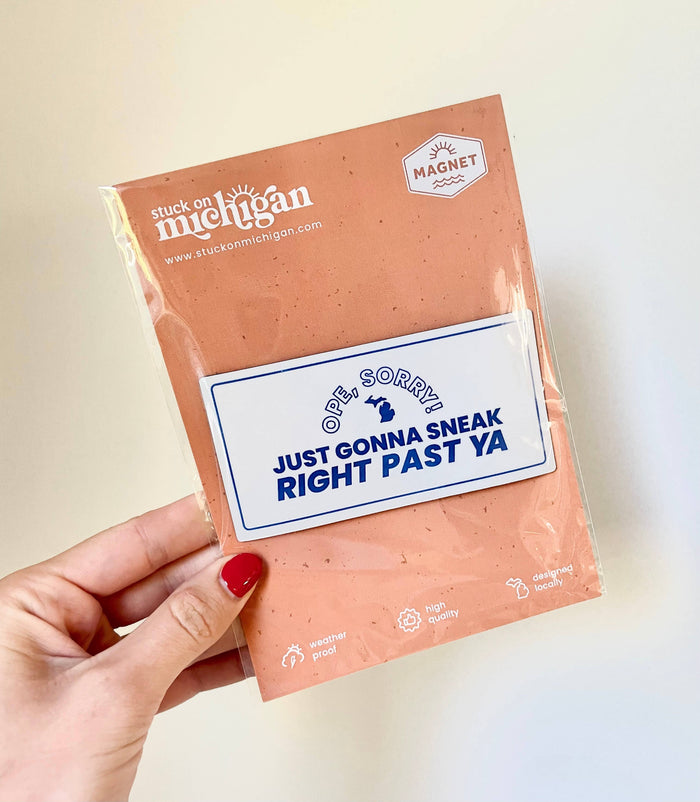 stuck on
michigan
www.stuckonmichigan.com
MAGNET
OPE, SORRY!
JUST GONNA SNEAK
RIGHT PAST YA
weather
proof
high
quality
designed
locally